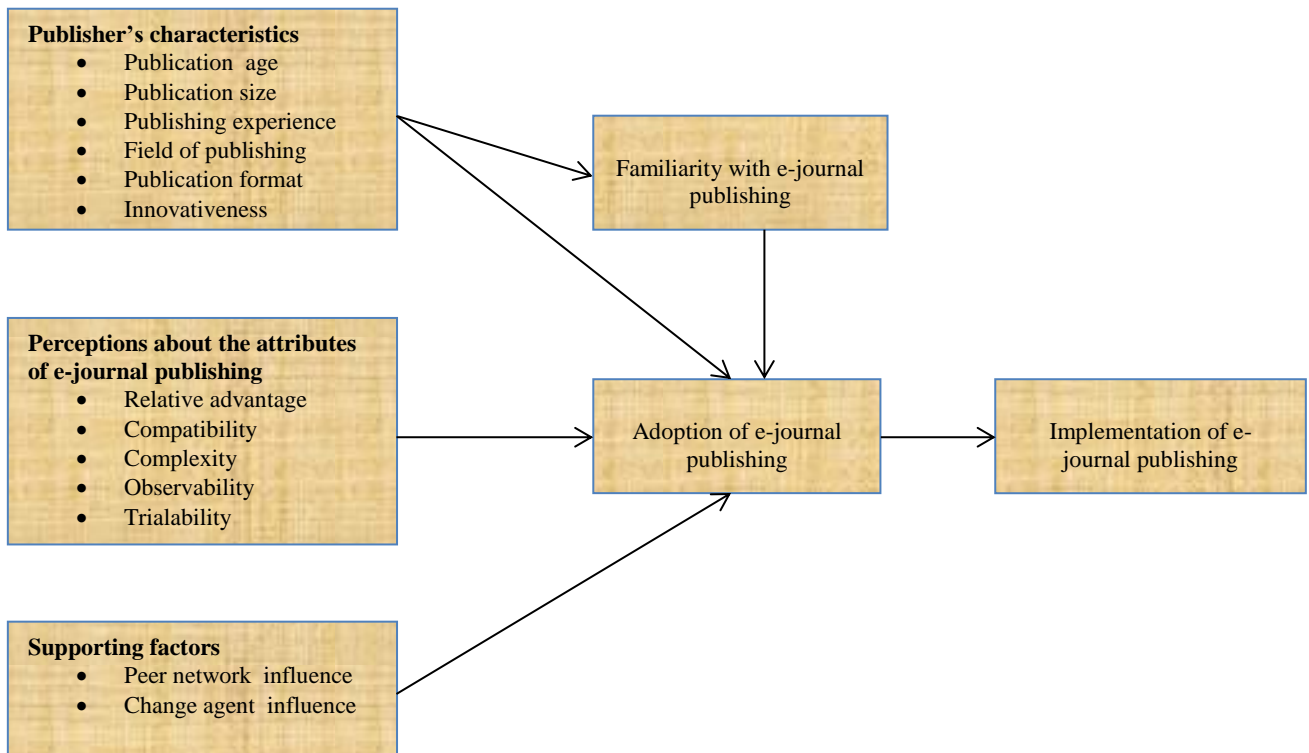 Publisher’s characteristics
• Publication age
• Publication size
• Publishing experience
• Field of publishing
• Publication format
• Innovativeness
Familiarity with e-journal
publishing
Perceptions about the attributes
of e-journal publishing
• Relative advantage
• Compatibility
• Complexity
• Observability
• Trialability
Adoption of e-journal
publishing
Implementation of e-
journal publishing
Supporting factors
• Peer network influence
• Change agent influence